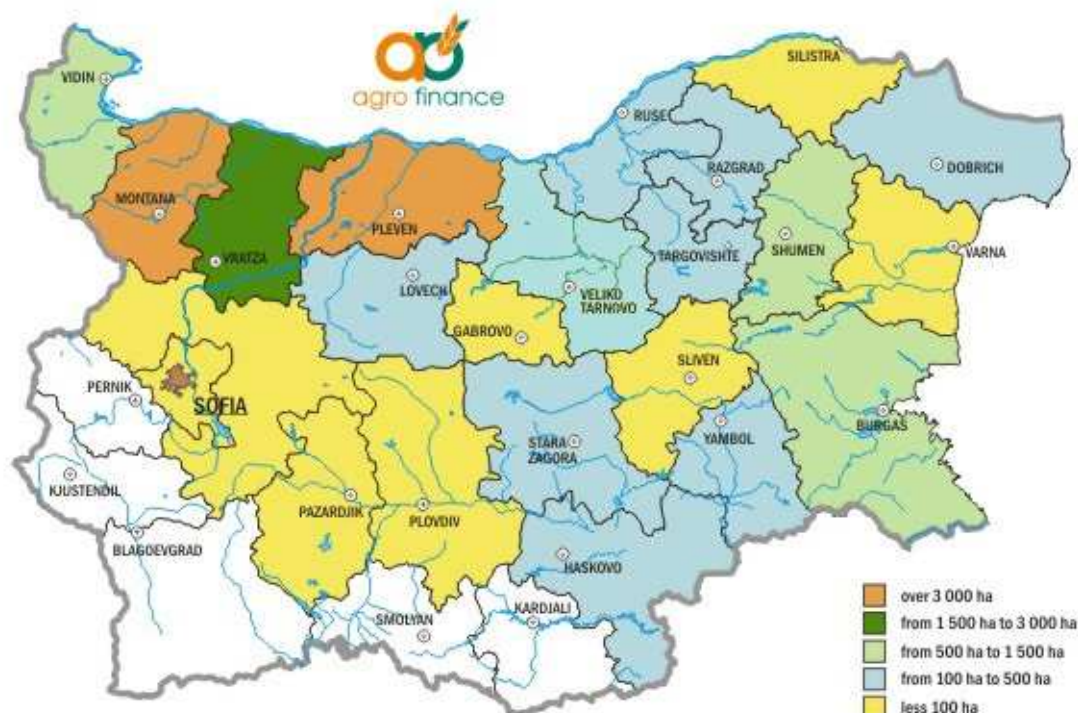 agro finance
VIDIN
SILISTRA
RUSE
DOBRICH
RAZGRAD
MONTANA
PLEVEN
VRATZA
LOVECH
TARGOVISHTE
SHUMEN
VARNA
VELIKO
TARNOVO
GABROVO
SLIVEN
PERNIK
SOFIA
BURGAS
YAMBOL
STARA
ZAGORA
KJUSTENDIL
PAZARDJIK
PLOVDIV
BLAGOEVGRAD
HASKOVO
KARDJALI
SMOLYAN
over 3 000 ha
from 1 500 ha to 3 000 ha
from 500 ha to 1 500 ha
from 100 ha to 500 ha
less 100 ha